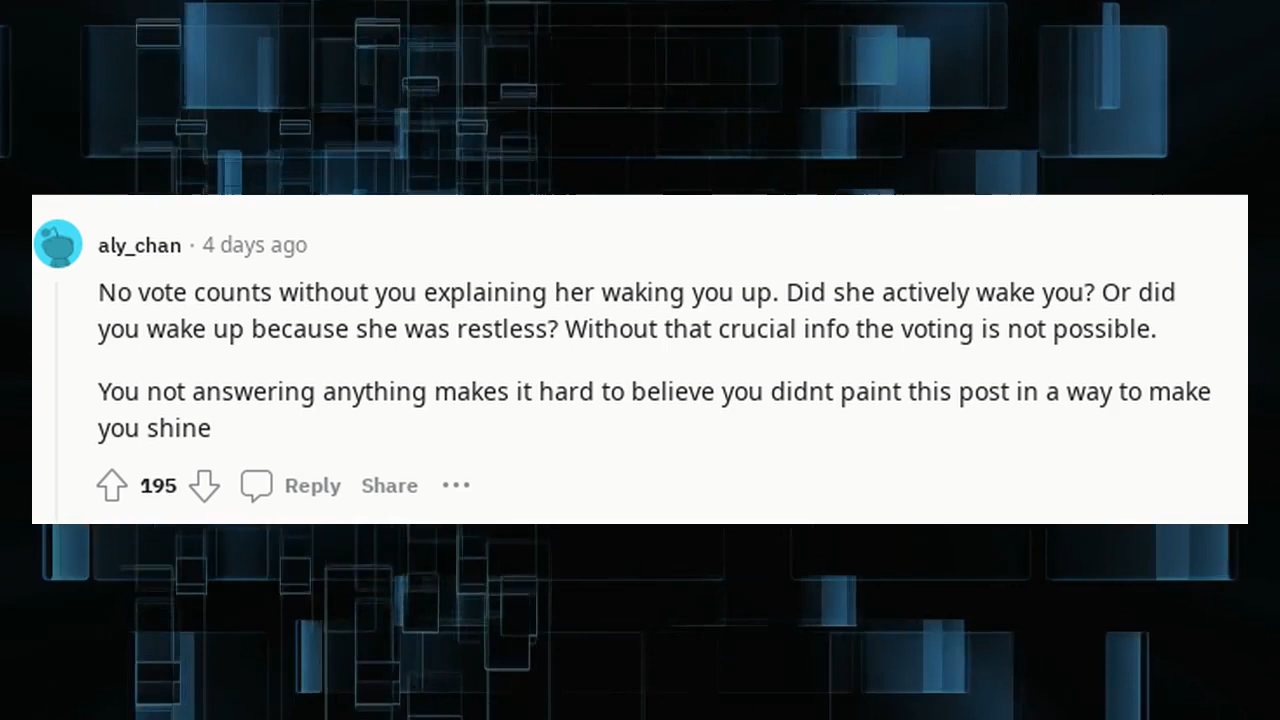 aly_chan · 4 days ago
No vote counts without you explaining her waking you up. Did she actively wake you? Or did
you wake up because she was restless? Without that crucial info the voting is not possible.
You not answering anything makes it hard to believe you didnt paint this post in a way to make
you shine
195 Reply Share ···